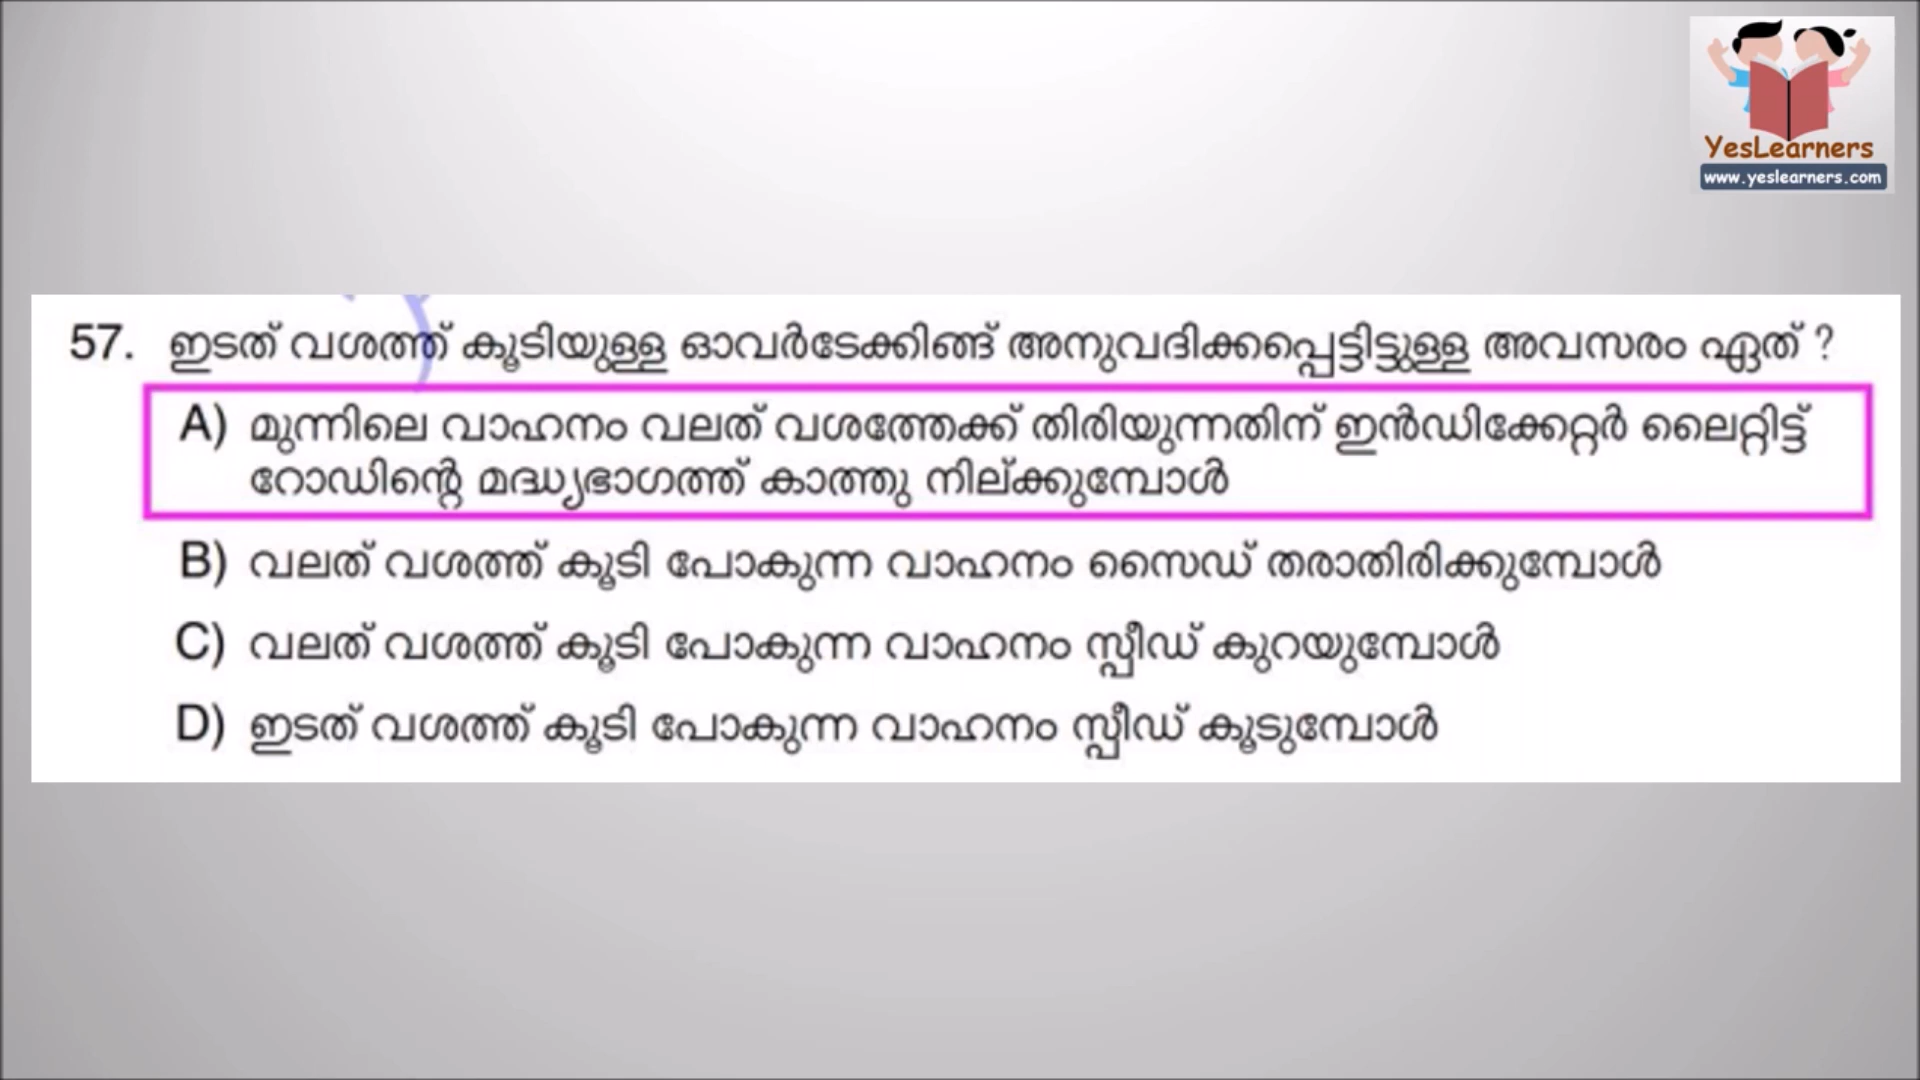 YesLearners
www.yeslearners.com
57. ഇടത് വശത്ത് കൂടിയുള്ള ഓവർടേക്കിങ്ങ് അനുവദിക്കപ്പെട്ടിട്ടുള്ള അവസരം ഏത് ?
A) മുന്നിലെ വാഹനം വലത് വശത്തേക്ക് തിരിയുന്നതിന് ഇൻഡിക്കേറ്റർ ലൈറ്റിട്ട്
റോഡിന്റെ മദ്ധ്യഭാഗത്ത് കാത്തു നില്ക്കുമ്പോൾ
B) വലത് വശത്ത് കൂടി പോകുന്ന വാഹനം സൈഡ് തരാതിരിക്കുമ്പോൾ
C) വലത് വശത്ത് കൂടി പോകുന്ന വാഹനം സ്പീഡ് കുറയുമ്പോൾ
D) ഇടത് വശത്ത് കൂടി പോകുന്ന വാഹനം സ്പീഡ് കൂടുമ്പോൾ